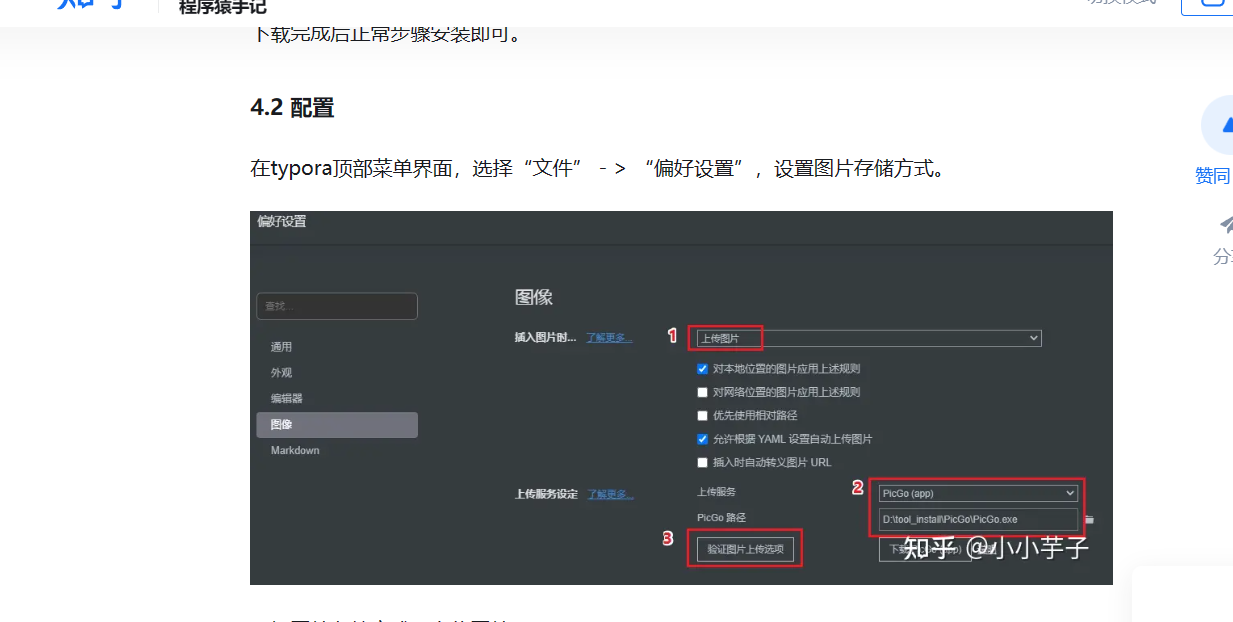 程序猿手记
下载完成后正常步骤安装即可。
4.2 配置
在typora顶部菜单界面，选择“文件” - > “偏好设置”，设置图片存储方式。
赞同
偏好设置
查找...
通用
外观
编辑器
图像
Markdown
图像
插入图片时... 了解更多...
1
上传图片
对本地位置的图片应用上述规则
对网络位置的图片应用上述规则
优先使用相对路径
允许根据 YAML 设置自动上传图片
插入时自动转义图片 URL
上传服务设定 了解更多...
上传服务
2
PicGo (app)
PicGo 路径
D:\tool_install\PicGo\PicGo.exe
3
验证图片上传选项
知乎 @小小芋子